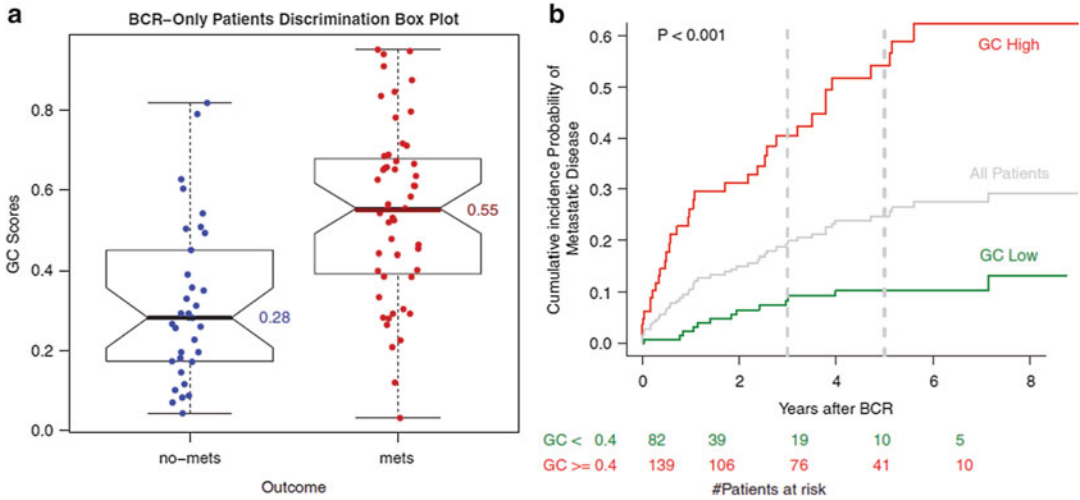 a
BCR-Only Patients Discrimination Box Plot
GC Scores
0.8
0.6
0.4
0.2
0.0
0.28
0.55
no-mets
mets
Outcome
b
Cumulative incidence Probability of
Metastatic Disease
0.6
0.5
0.4
0.3
0.2
0.1
0.0
P < 0.001
GC High
All Patients
GC Low
0 2 4 6 8
Years after BCR
GC < 0.4 82 39 19 10 5
GC >= 0.4 139 106 76 41 10
#Patients at risk